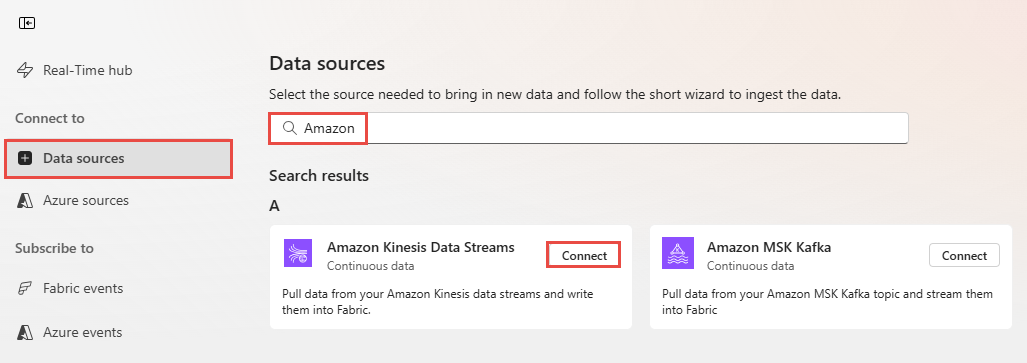 Real-Time hub
Connect to
Data sources
Azure sources
Subscribe to
Fabric events
Azure events
Data sources
Select the source needed to bring in new data and follow the short wizard to ingest the data.
Amazon
Search results
A
Amazon Kinesis Data Streams
Continuous data
Connect
Pull data from your Amazon Kinesis data streams and write
them into Fabric.
Amazon MSK Kafka
Continuous data
Connect
Pull data from your Amazon MSK Kafka topic and stream them
into Fabric